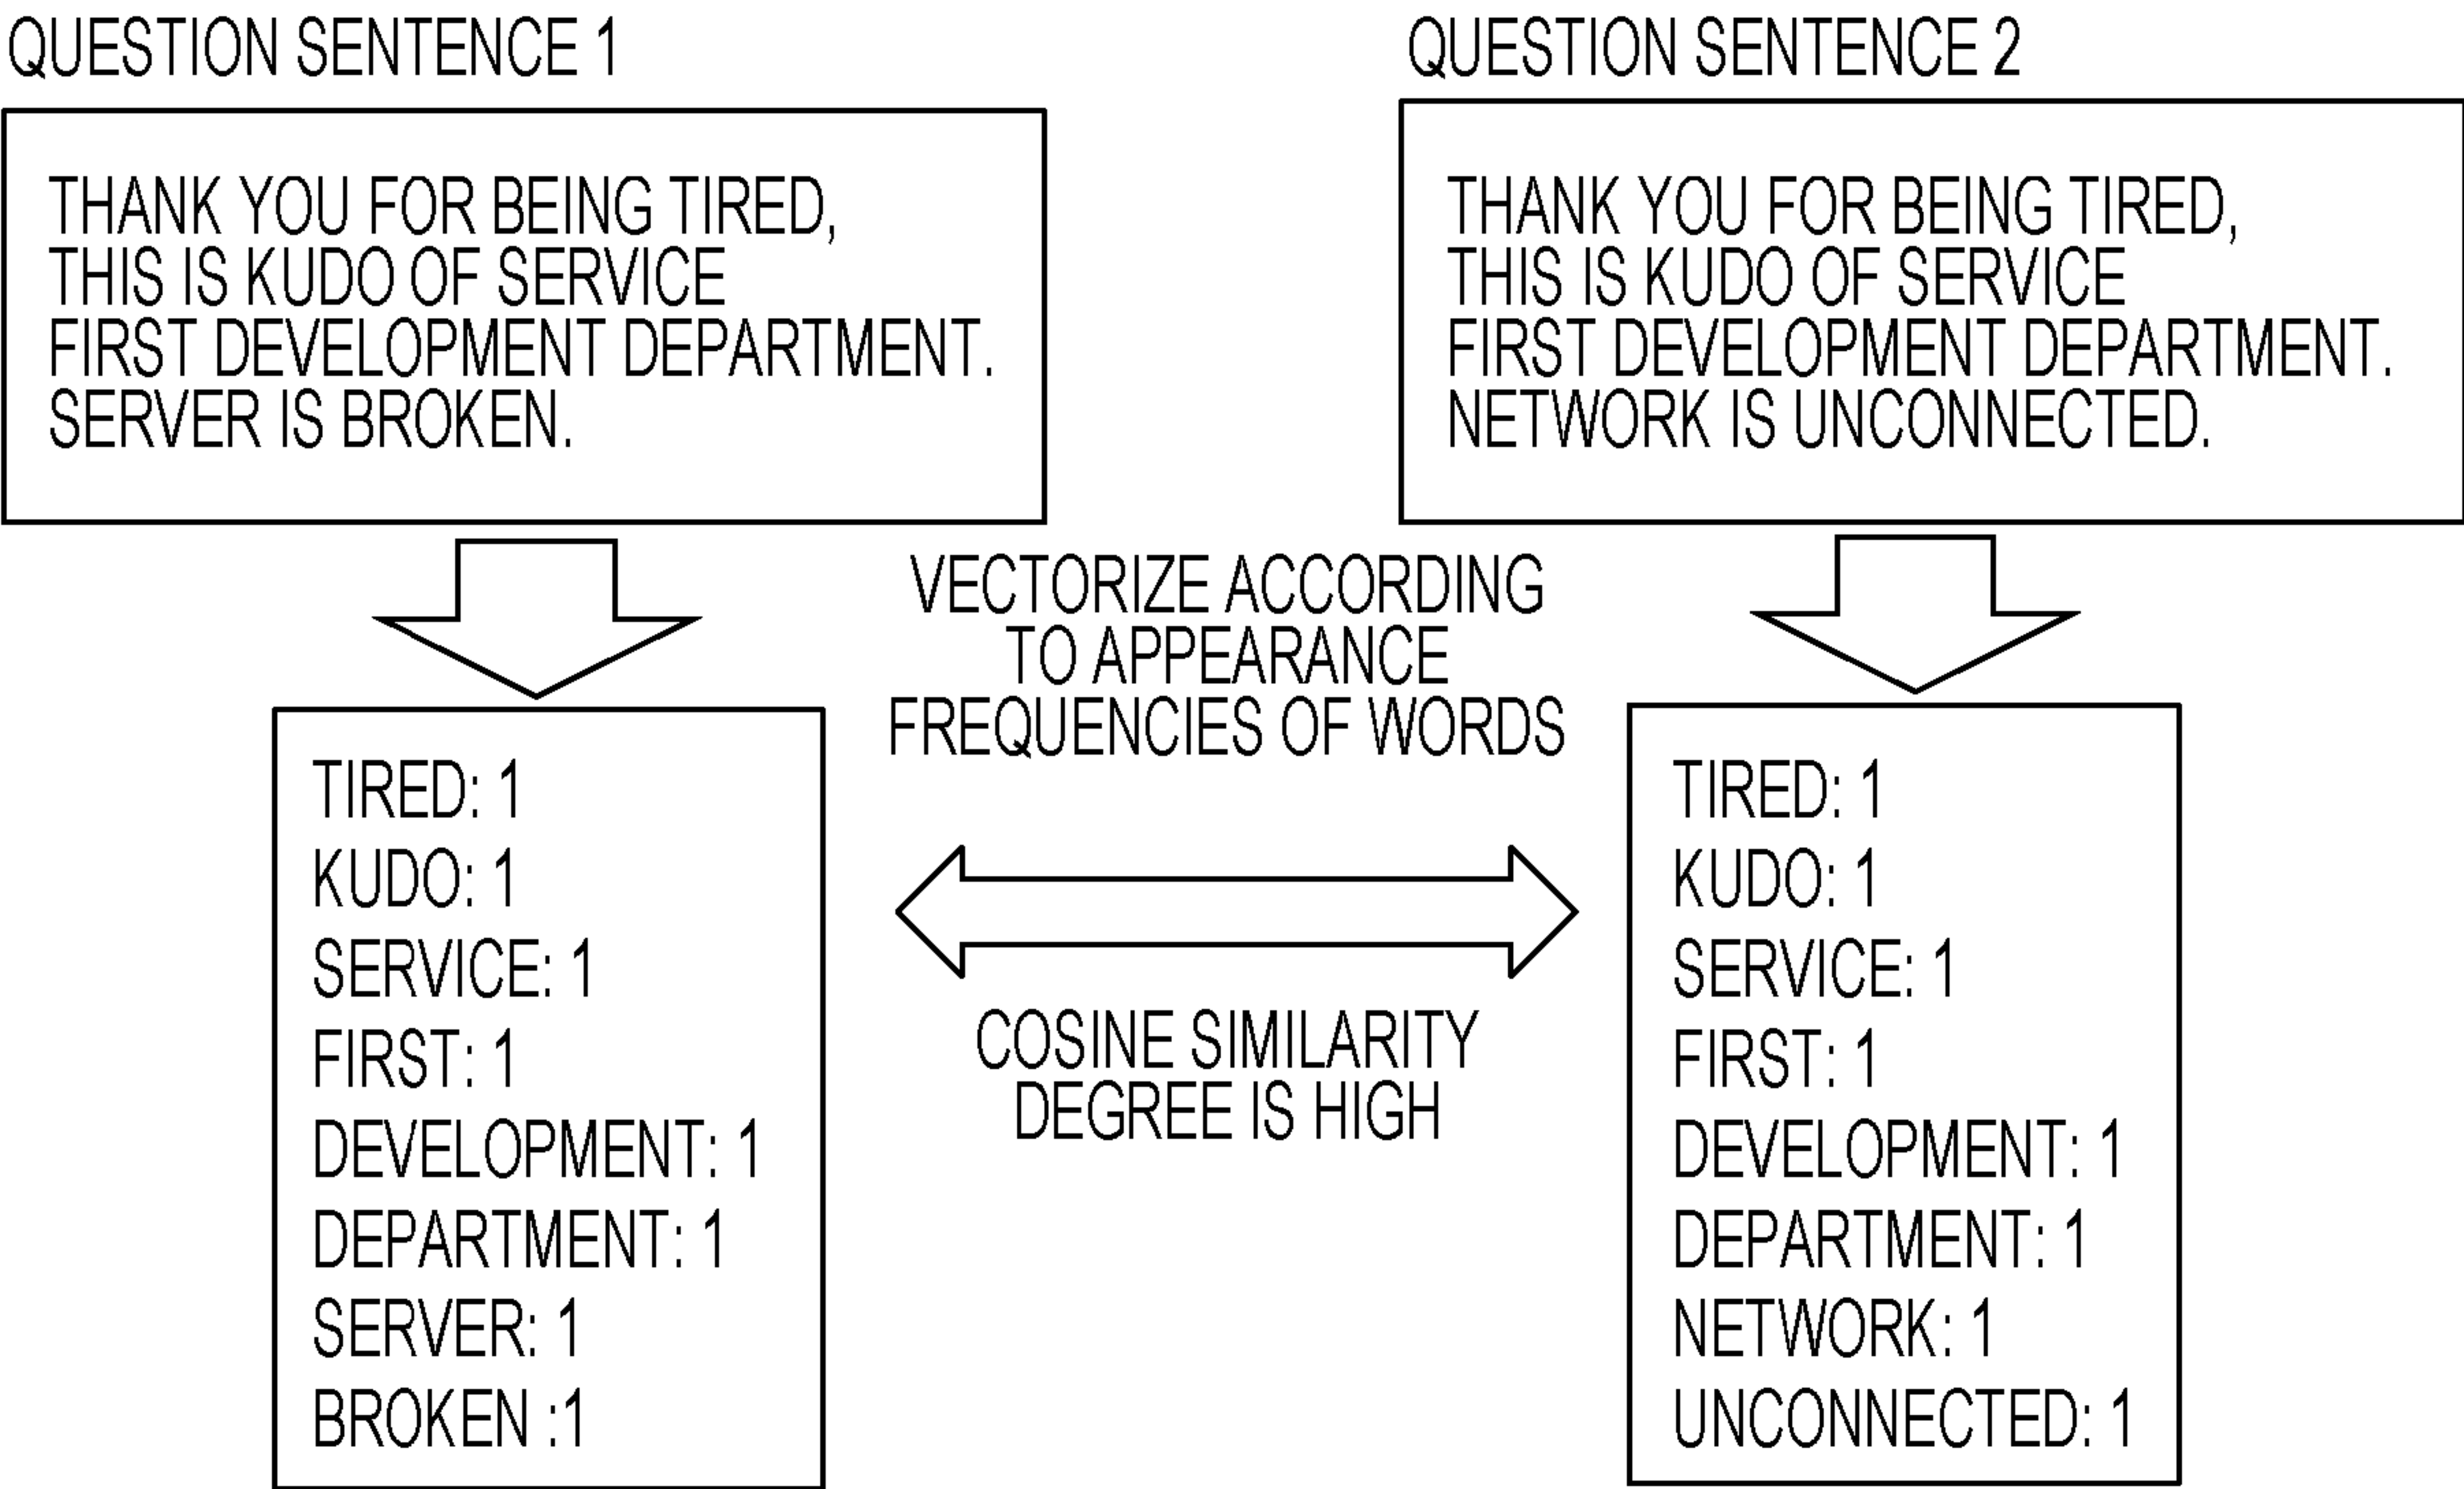 QUESTION SENTENCE 1
THANK YOU FOR BEING TIRED,
THIS IS KUDO OF SERVICE
FIRST DEVELOPMENT DEPARTMENT.
SERVER IS BROKEN.
QUESTION SENTENCE 2
THANK YOU FOR BEING TIRED,
THIS IS KUDO OF SERVICE
FIRST DEVELOPMENT DEPARTMENT.
NETWORK IS UNCONNECTED.
VECTORIZE ACCORDING
TO APPEARANCE
FREQUENCIES OF WORDS
TIRED: 1
KUDO: 1
SERVICE: 1
FIRST: 1
DEVELOPMENT: 1
DEPARTMENT: 1
SERVER: 1
BROKEN :1
COSINE SIMILARITY
DEGREE IS HIGH
TIRED: 1
KUDO: 1
SERVICE: 1
FIRST: 1
DEVELOPMENT: 1
DEPARTMENT: 1
NETWORK: 1
UNCONNECTED: 1